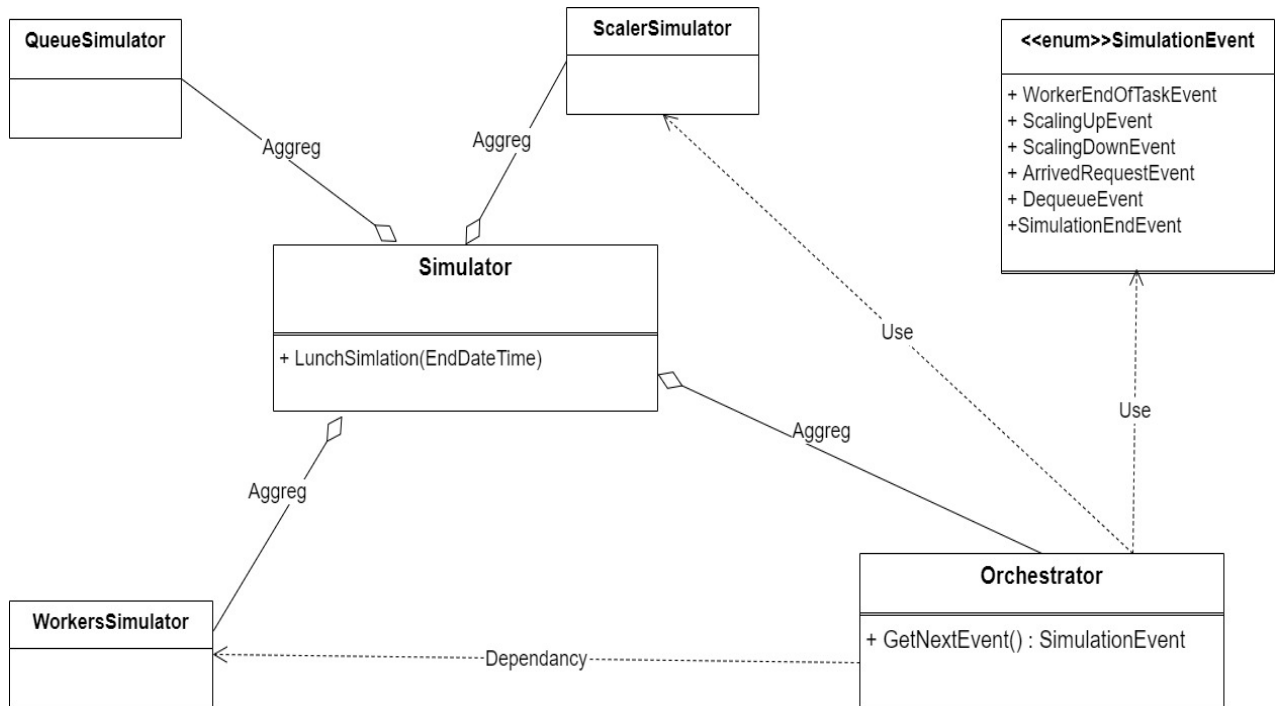 QueueSimulator
ScalerSimulator
<<enum>>SimulationEvent
+ WorkerEndOfTaskEvent
+ ScalingUpEvent
+ ScalingDownEvent
+ ArrivedRequestEvent
+ DequeueEvent
+SimulationEndEvent
Aggreg
Aggreg
Simulator
+ LunchSimlation(EndDateTime)
Use
Use
Aggreg
Aggreg
Orchestrator
+ GetNextEvent() : SimulationEvent
WorkersSimulator
Dependancy